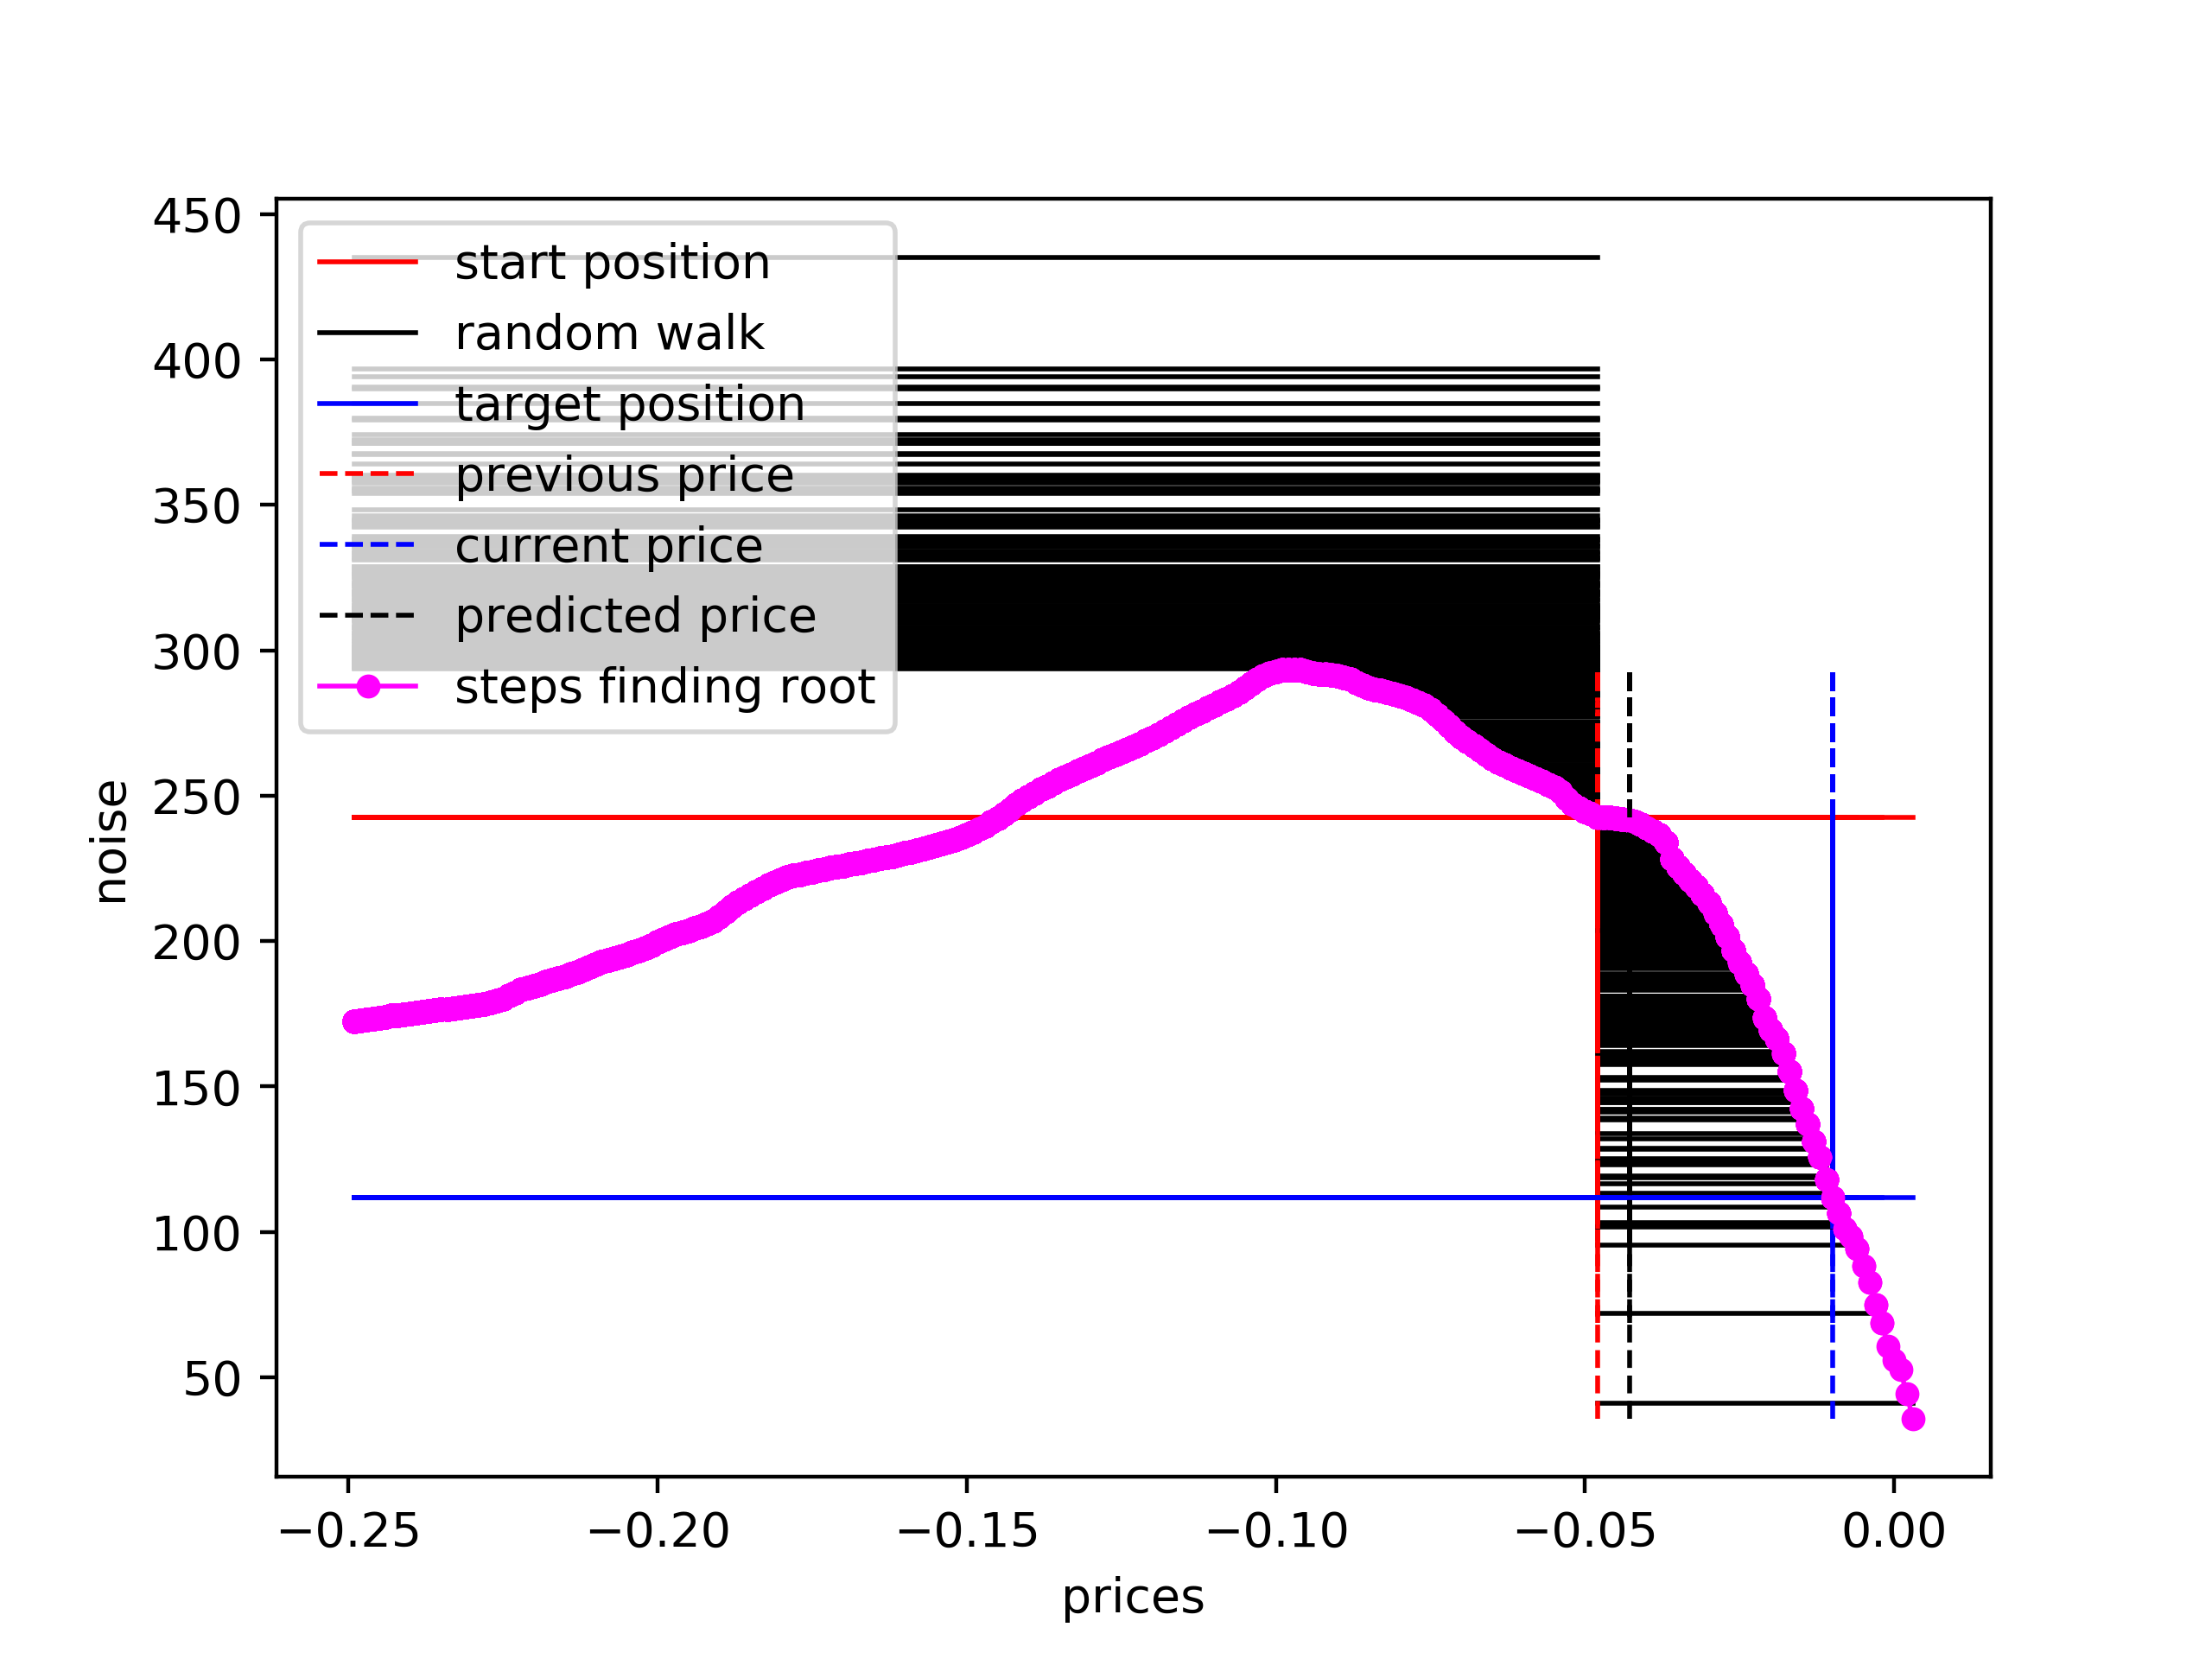 450
400
350
300
250
200
150
100
50
noise
start position
random walk
target position
previous price
current price
predicted price
steps finding root
−0.25 −0.20 −0.15 −0.10 −0.05 0.00
prices